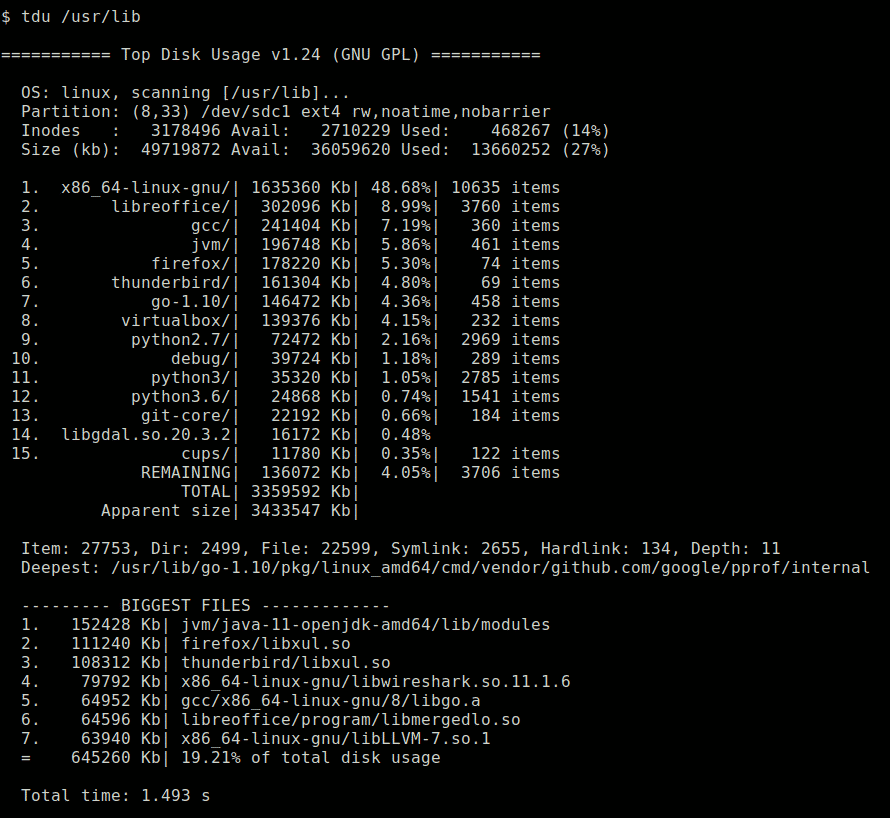 $ tdu /usr/lib
=========== Top Disk Usage v1.24 (GNU GPL) ===========
OS: linux, scanning [/usr/lib]...
Partition: (8,33) /dev/sdc1 ext4 rw,noatime,nobarrier
Inodes   :   3178496 Avail:   2710229 Used:    468267 (14%)
Size (kb):  49719872 Avail:  36059620 Used:  13660252 (27%)
1.  x86_64-linux-gnu/| 1635360 Kb| 48.68%| 10635 items
2.       libreoffice/|  302096 Kb|  8.99%|  3760 items
3.               gcc/|  241404 Kb|  7.19%|   360 items
4.               jvm/|  196748 Kb|  5.86%|   461 items
5.           firefox/|  178220 Kb|  5.30%|    74 items
6.       thunderbird/|  161304 Kb|  4.80%|    69 items
7.           go-1.10/|  146472 Kb|  4.36%|   458 items
8.        virtualbox/|  139376 Kb|  4.15%|   232 items
9.         python2.7/|   72472 Kb|  2.16%|  2969 items
10.             debug/|   39724 Kb|  1.18%|   289 items
11.           python3/|   35320 Kb|  1.05%|  2785 items
12.         python3.6/|   24868 Kb|  0.74%|  1541 items
13.          git-core/|   22192 Kb|  0.66%|   184 items
14.  libgdal.so.20.3.2|   16172 Kb|  0.48%
15.              cups/|   11780 Kb|  0.35%|   122 items
REMAINING|  136072 Kb|  4.05%|  3706 items
TOTAL| 3359592 Kb|
Apparent size| 3433547 Kb|
Item: 27753, Dir: 2499, File: 22599, Symlink: 2655, Hardlink: 134, Depth: 11
Deepest: /usr/lib/go-1.10/pkg/linux_amd64/cmd/vendor/github.com/google/pprof/internal
--------- BIGGEST FILES -------------
1.   152428 Kb| jvm/java-11-openjdk-amd64/lib/modules
2.   111240 Kb| firefox/libxul.so
3.   108312 Kb| thunderbird/libxul.so
4.    79792 Kb| x86_64-linux-gnu/libwireshark.so.11.1.6
5.    64952 Kb| gcc/x86_64-linux-gnu/8/libgo.a
6.    64596 Kb| libreoffice/program/libmergedlo.so
7.    63940 Kb| x86_64-linux-gnu/libLLVM-7.so.1
=    645260 Kb| 19.21% of total disk usage
Total time: 1.493 s